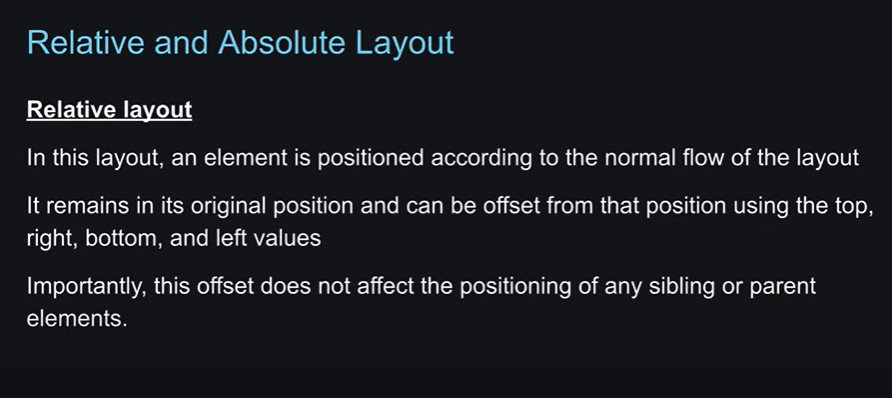 Relative and Absolute Layout
Relative layout
In this layout, an element is positioned according to the normal flow of the layout
It remains in its original position and can be offset from that position using the top,
right, bottom, and left values
Importantly, this offset does not affect the positioning of any sibling or parent
elements.